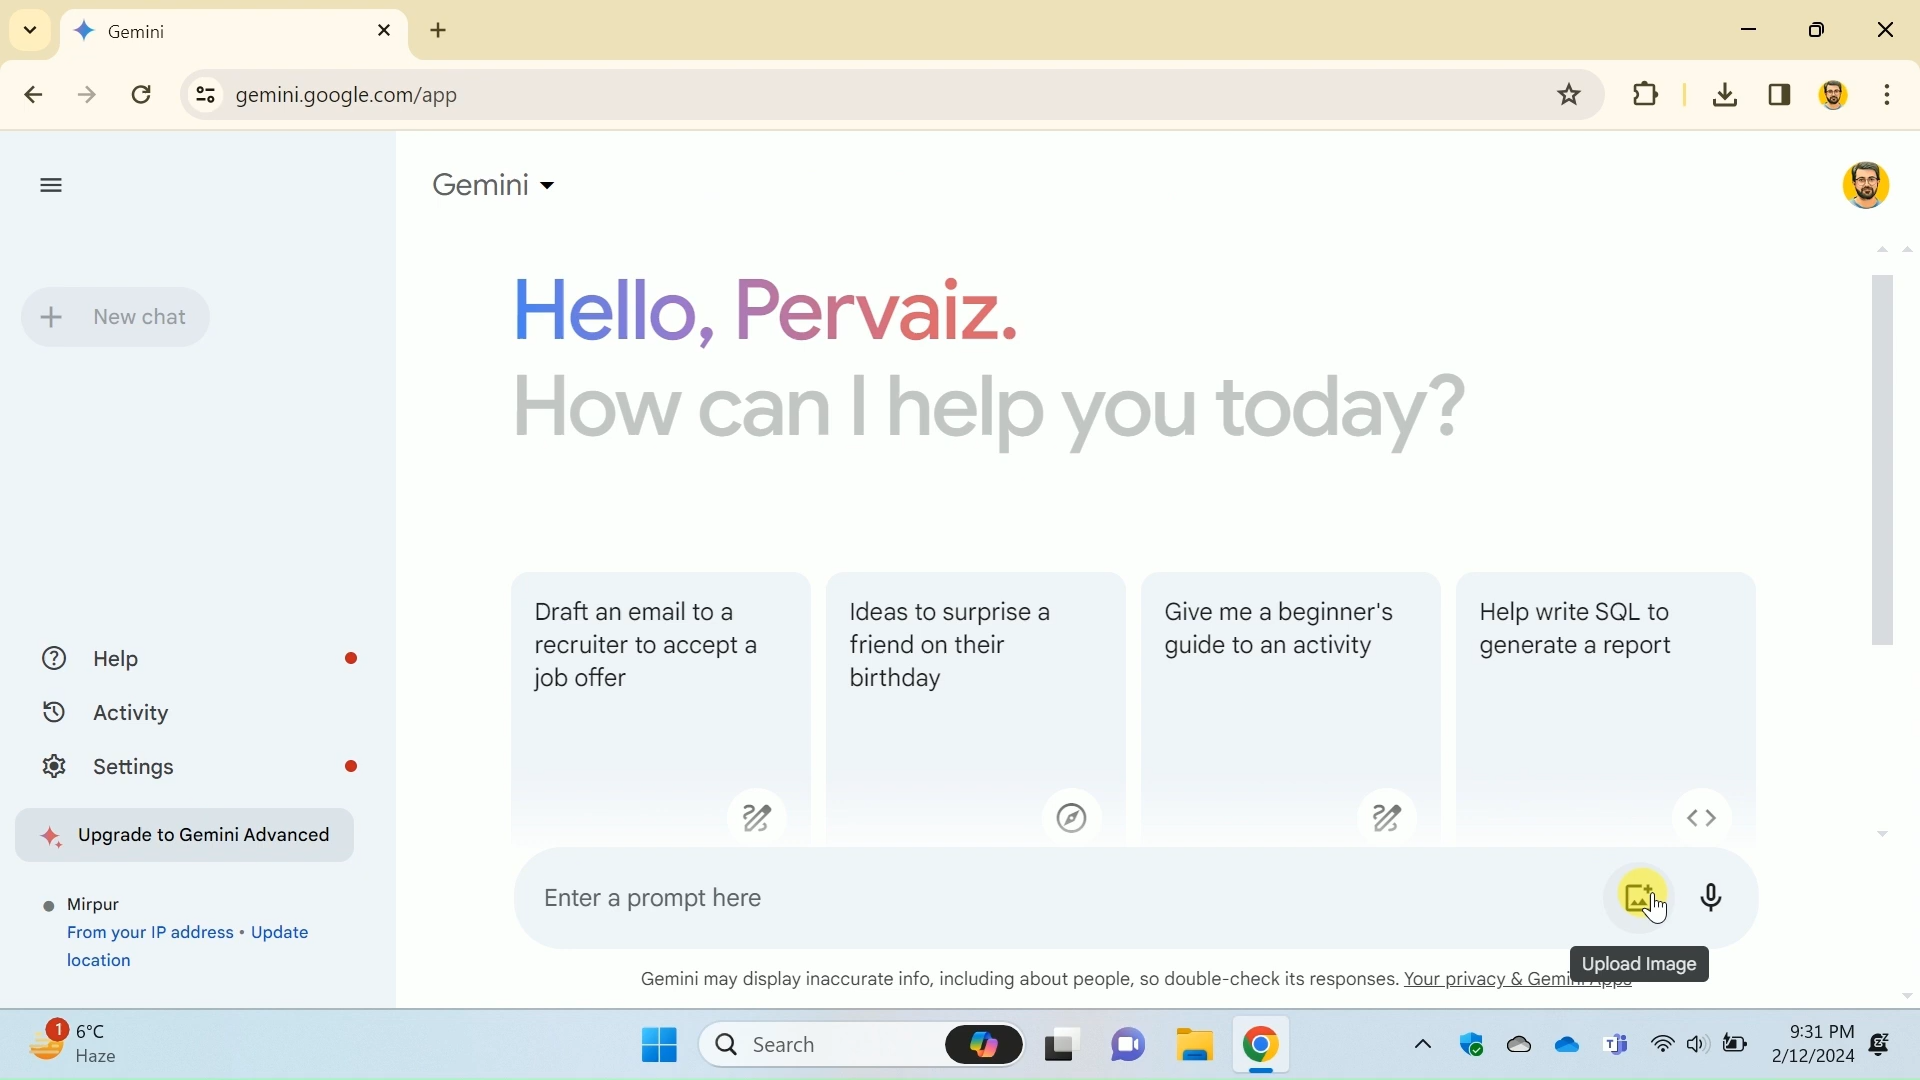 Gemini
gemini.google.com/app
Gemini
New chat
Hello, Pervaiz.
How can I help you today?
Draft an email to a
recruiter to accept a
job offer
Ideas to surprise a
friend on their
birthday
Give me a beginner's
guide to an activity
Help write SQL to
generate a report
Help
Activity
Settings
Upgrade to Gemini Advanced
Mirpur
From your IP address • Update
location
Enter a prompt here
Upload Image
Gemini may display inaccurate info, including about people, so double-check its responses. Your privacy & Gemini Apps
1
6°C
Haze
Search
9:31 PM
2/12/2024